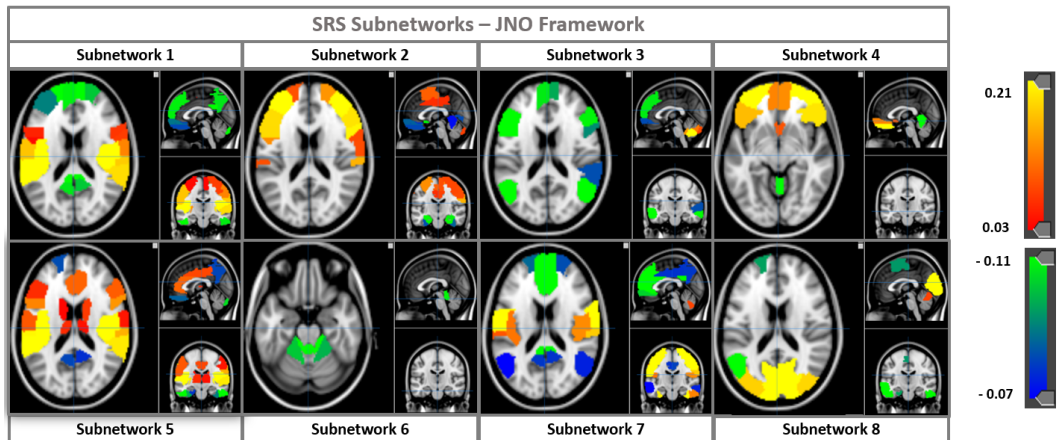 SRS Subnetworks – JNO Framework
Subnetwork 1
Subnetwork 2
Subnetwork 3
Subnetwork 4
0.21
0.03
- 0.11
- 0.07
Subnetwork 5
Subnetwork 6
Subnetwork 7
Subnetwork 8